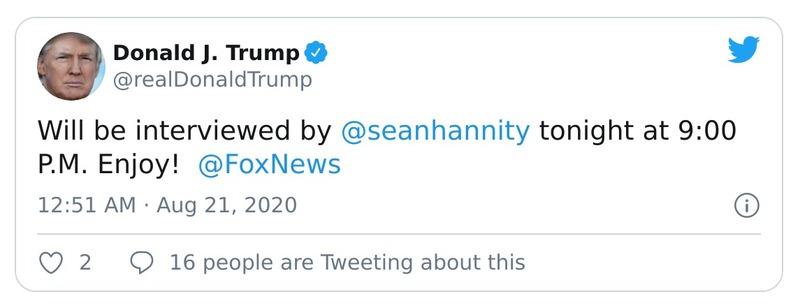 Donald J. Trump
@realDonaldTrump
Will be interviewed by @seanhannity tonight at 9:00
P.M. Enjoy!  @FoxNews
12:51 AM · Aug 21, 2020
2
16 people are Tweeting about this